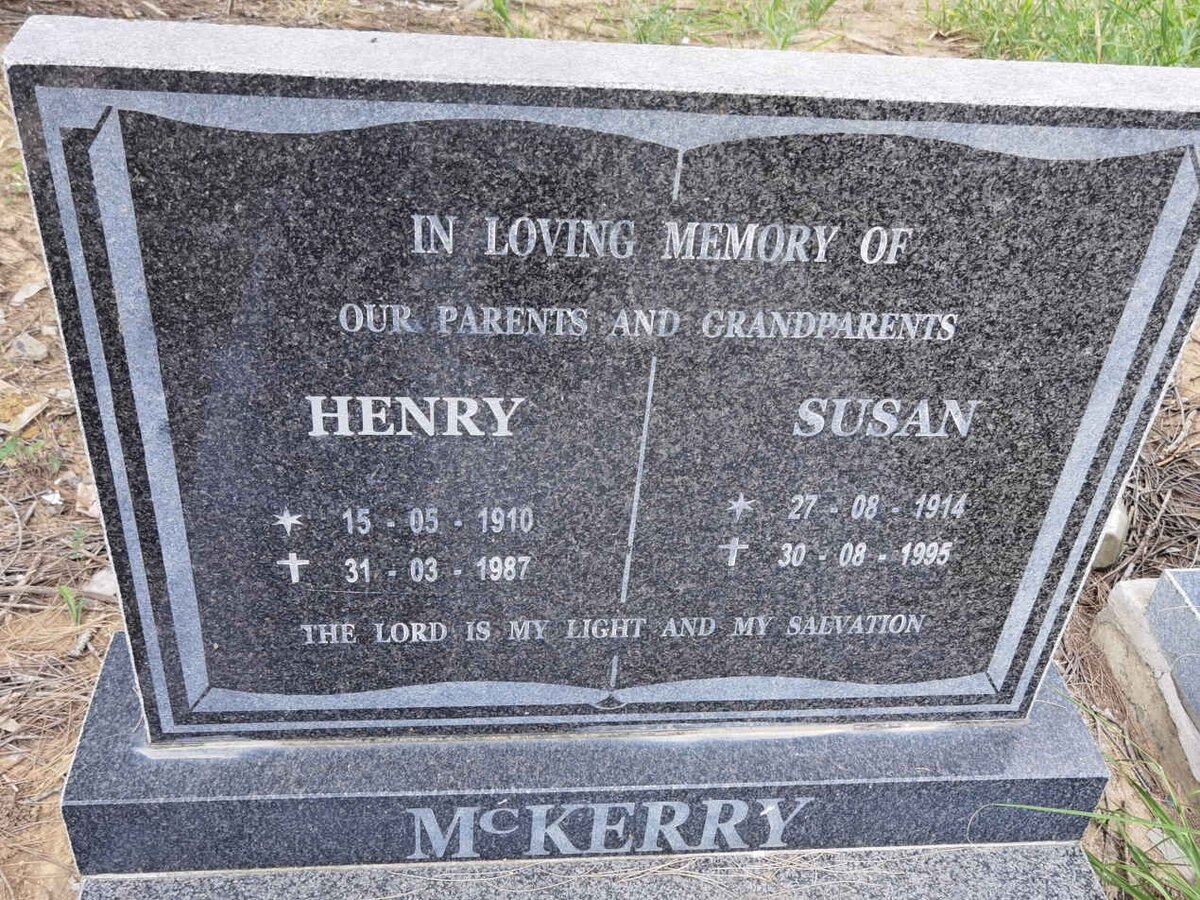 IN LOVING MEMORY OF
OUR PARENTS AND GRANDPARENTS
HENRY
15 - 05 - 1910
31 - 03 - 1987
SUSAN
27 - 08 - 1914
30 - 08 - 1995
THE LORD IS MY LIGHT AND MY SALVATION
McKERRY